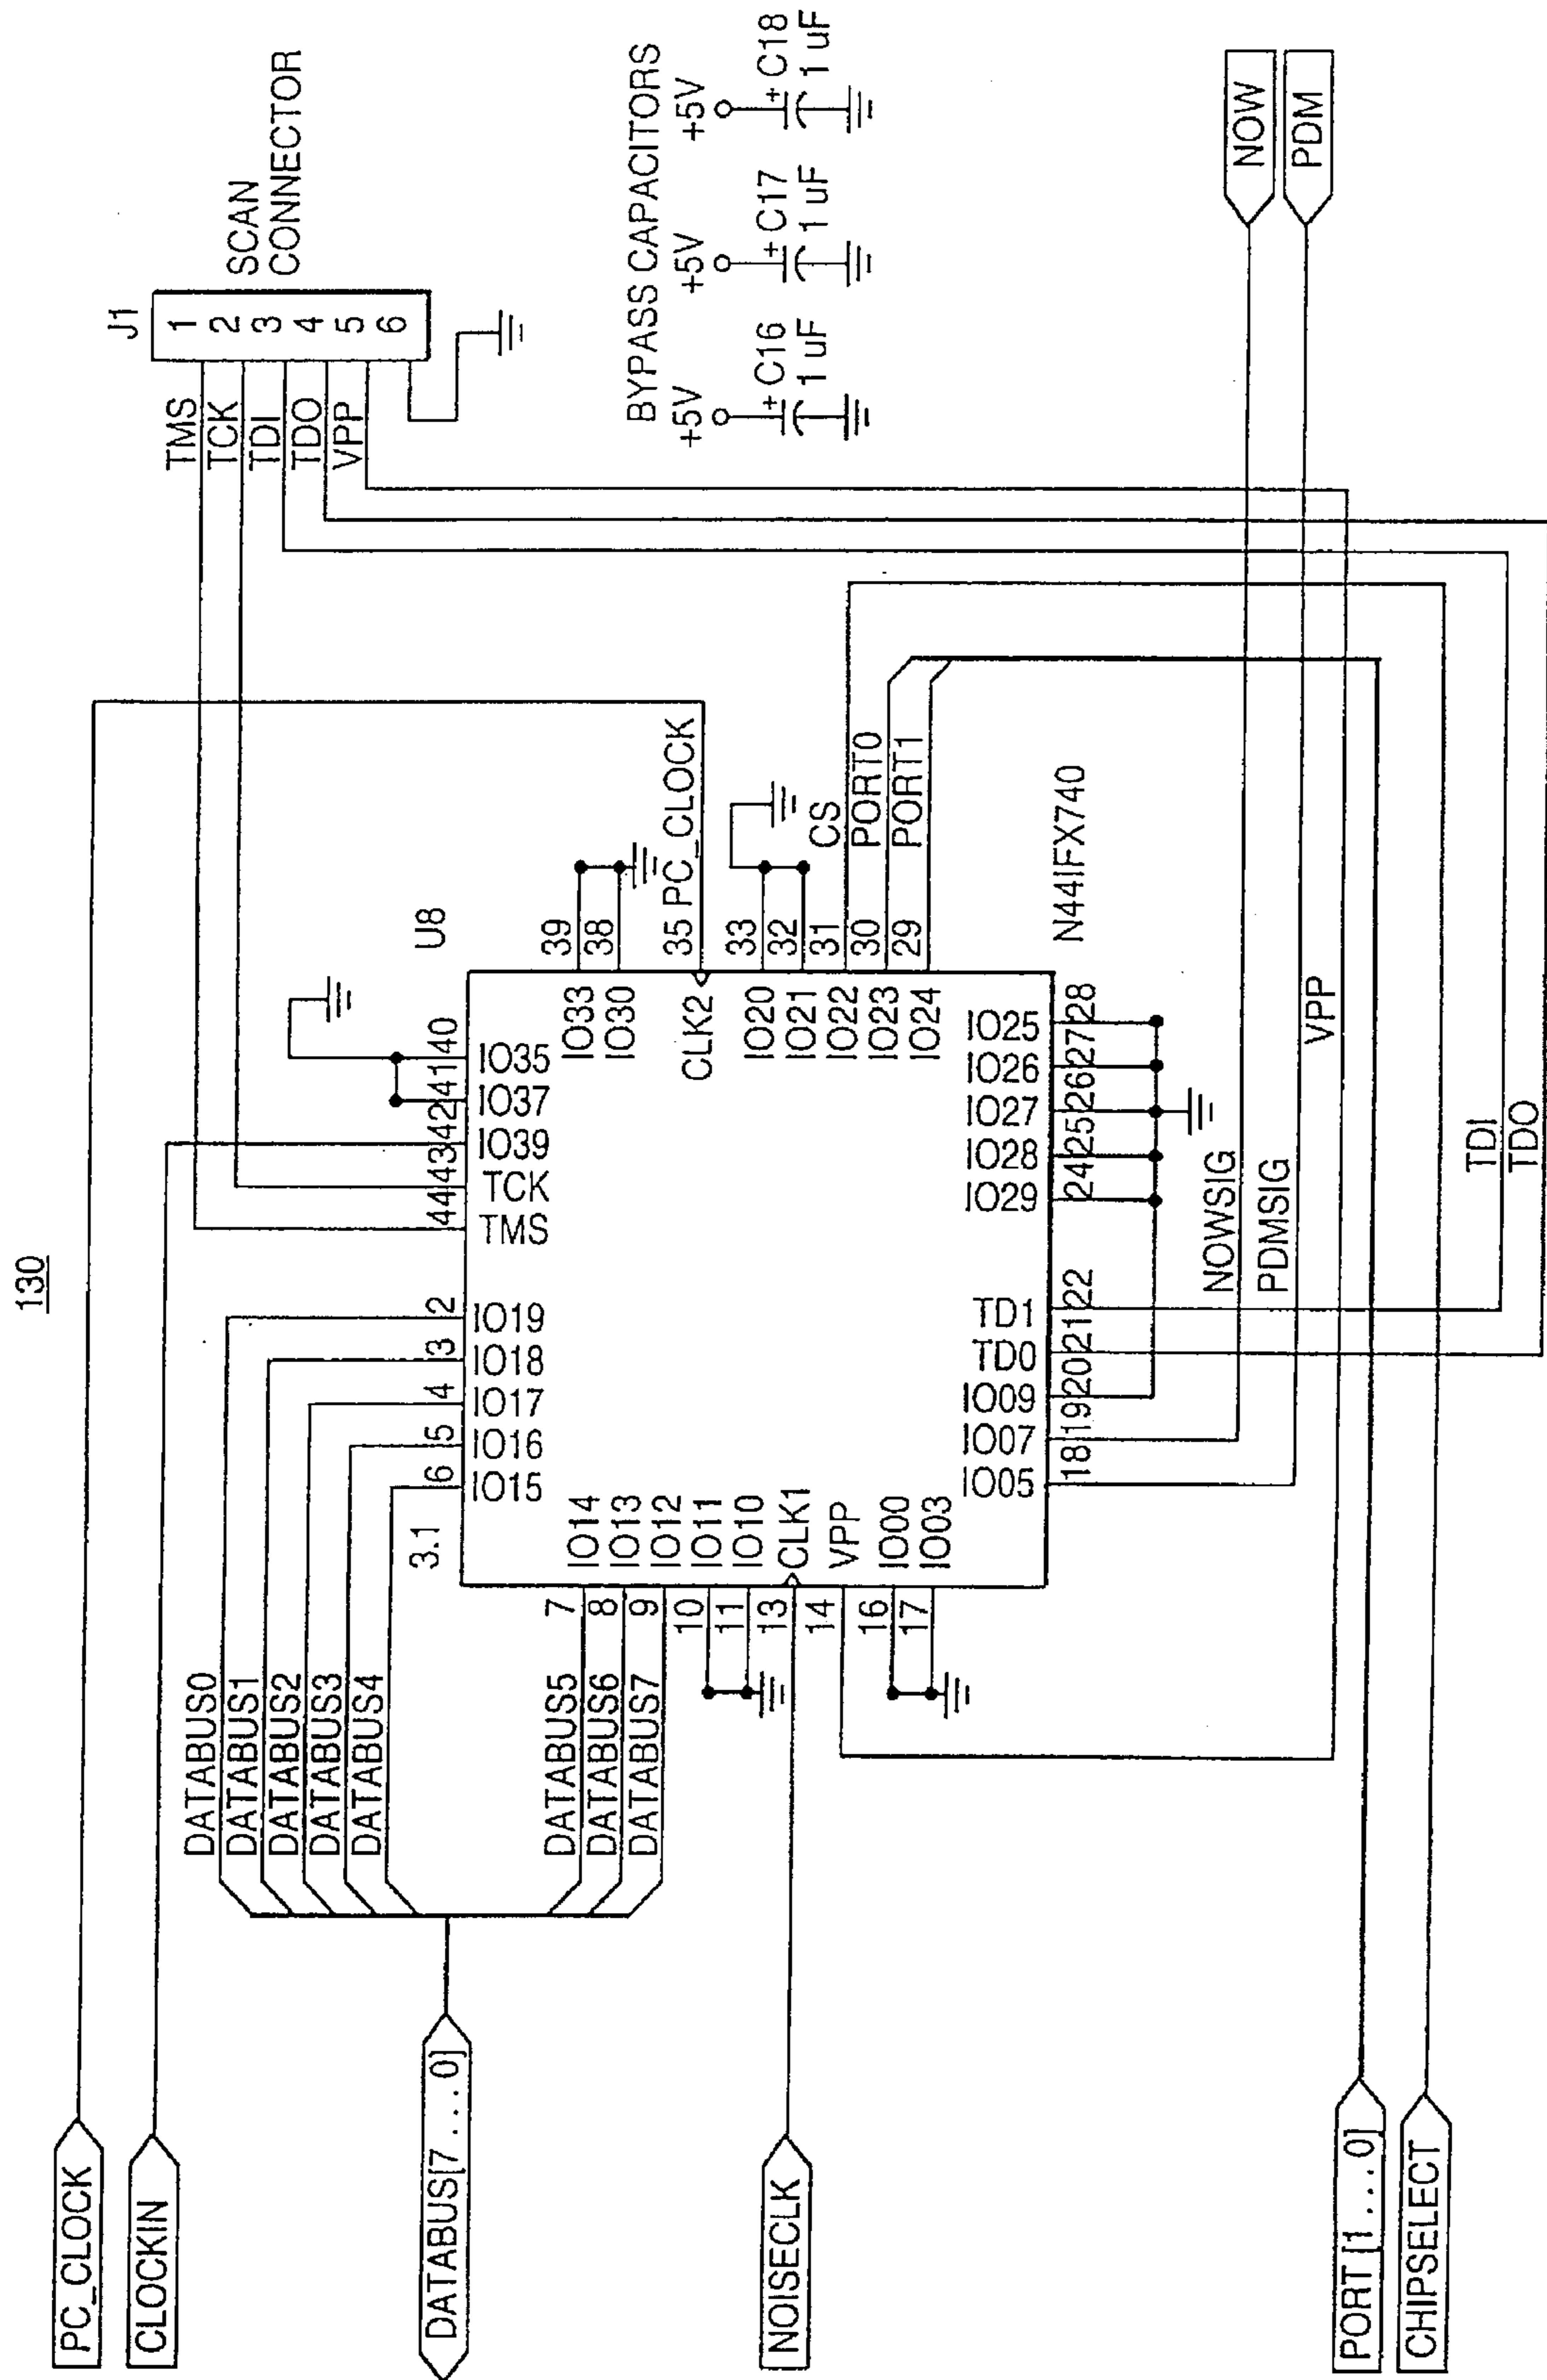 130
PC_CLOCK
CLOCKIN
DATABUS[7....0]
NOISECLK
PORT [1....0]
CHIPSELECT
DATABUS0
DATABUS1
DATABUS2
DATABUS3
DATABUS4
DATABUS5
DATABUS6
DATABUS7
U8
3.1
2 IO19
3 IO18
4 IO17
5 IO16
6 IO15
7 IO14
8 IO13
9 IO12
10 IO11
11 IO10
13 CLK1
14 VPP
16 IO00
17 IO03
44 TMS
43 TCK
42 IO39
41 IO37
40 IO35
IO33 39
IO30 38
CLK2 35 PC_CLOCK
IO20 33
IO21 32
IO22 31 CS
IO23 30 PORT0
IO24 29 PORT1
IO25 28
IO26 27
IO27 26
IO28 25
IO29 24
TD1 22
TD0 21
IO09 20
IO07 19
IO05 18
N44IFX740
NOWSIG
PDMSIG
VPP
TDI
TDO
J1
TMS 1
TCK 2
TDI 3
TDO 4
VPP 5
6
SCAN
CONNECTOR
BYPASS CAPACITORS
+5V +5V +5V
+ C16 + C17 + C18
1 uF 1 uF 1 uF
NOW
PDM